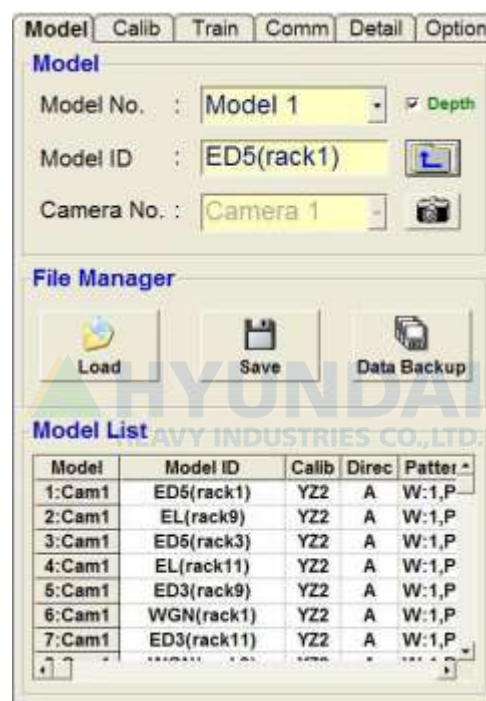 Model Calib Train Comm Detail Option
Model
Model No. : Model 1 Depth
Model ID : ED5(rack1)
Camera No. : Camera 1
File Manager
Load Save Data Backup
HYUNDAI
HEAVY INDUSTRIES CO.,LTD.
Model List
Model Model ID Calib Direc Patter
1:Cam1 ED5(rack1) YZ2 A W:1,P
2:Cam1 EL(rack9) YZ2 A W:1,P
3:Cam1 ED5(rack3) YZ2 A W:1,P
4:Cam1 EL(rack11) YZ2 A W:1,P
5:Cam1 ED3(rack9) YZ2 A W:1,P
6:Cam1 WGN(rack1) YZ2 A W:1,P
7:Cam1 ED3(rack11) YZ2 A W:1,P